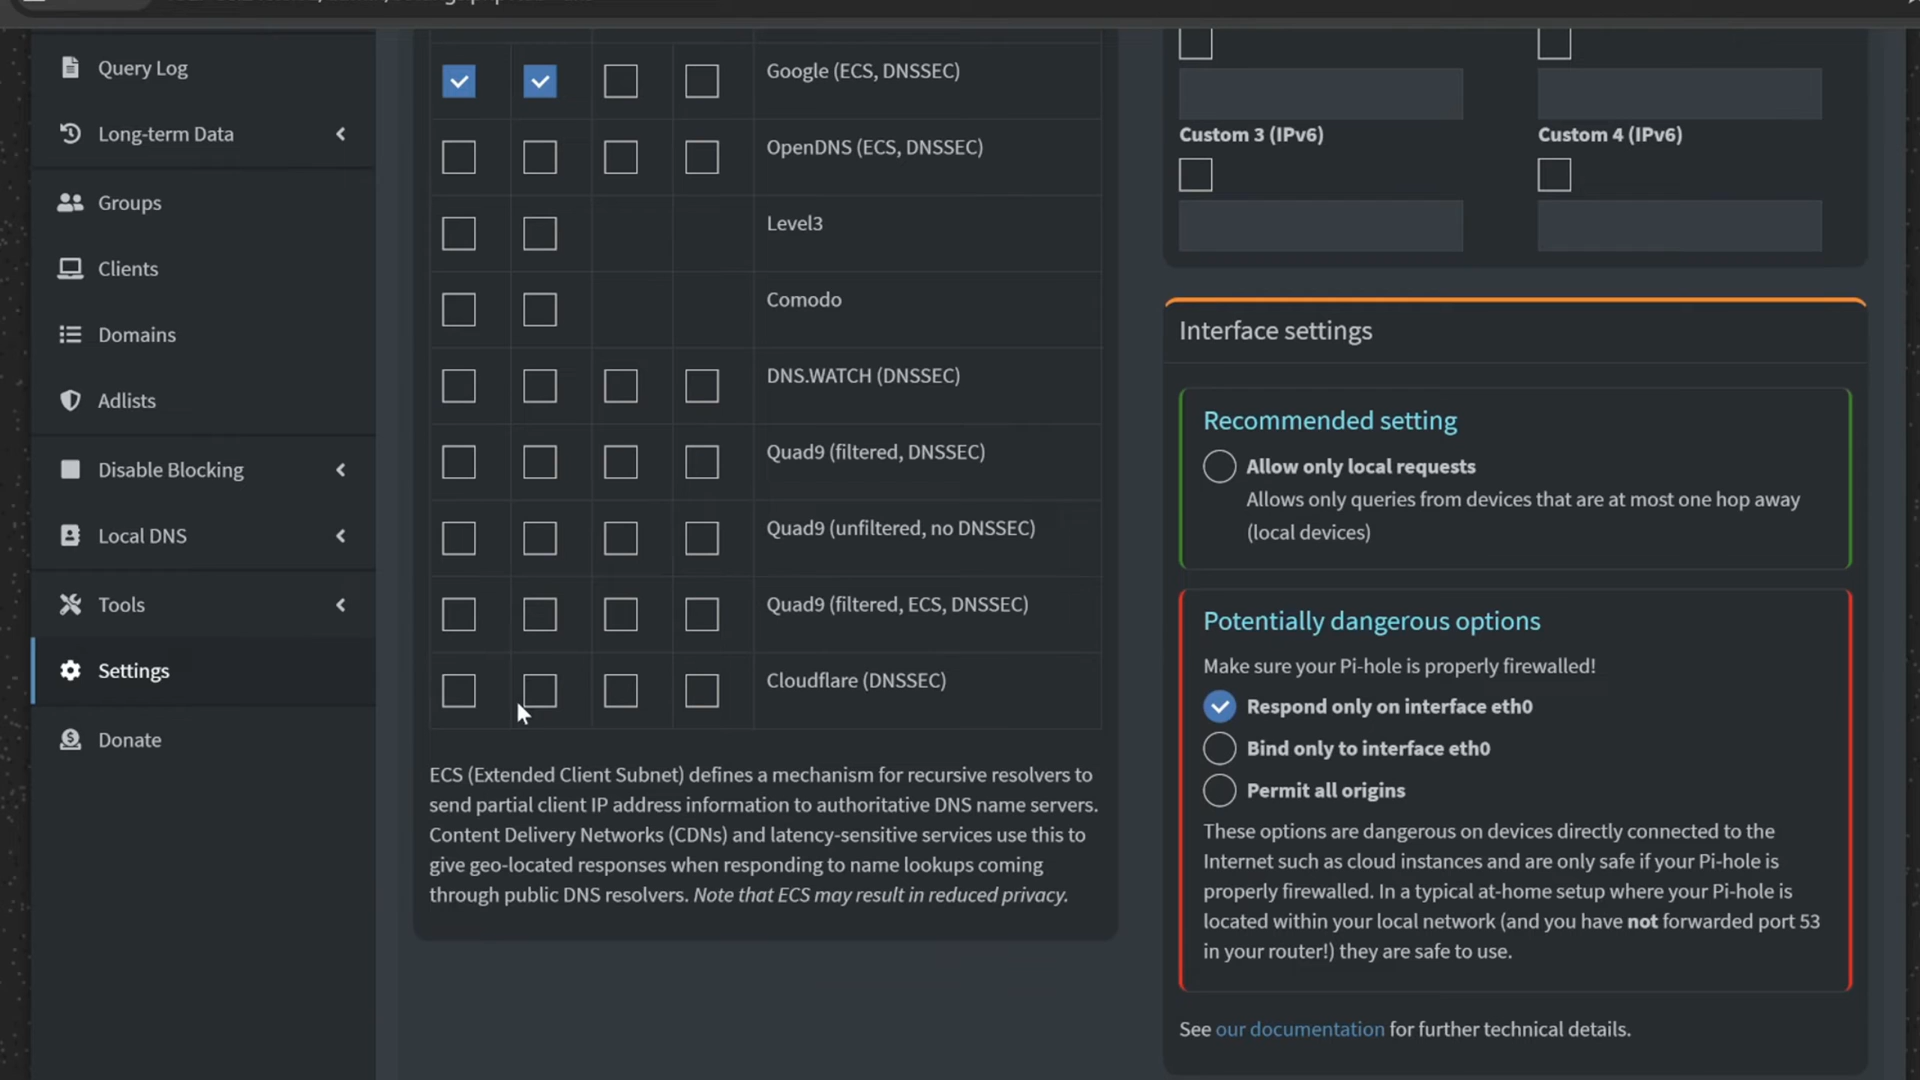 Query Log
Long-term Data
Groups
Clients
Domains
Adlists
Disable Blocking
Local DNS
Tools
Settings
Donate
Google (ECS, DNSSEC)
OpenDNS (ECS, DNSSEC)
Level3
Comodo
DNS.WATCH (DNSSEC)
Quad9 (filtered, DNSSEC)
Quad9 (unfiltered, no DNSSEC)
Quad9 (filtered, ECS, DNSSEC)
Cloudflare (DNSSEC)
ECS (Extended Client Subnet) defines a mechanism for recursive resolvers to
send partial client IP address information to authoritative DNS name servers.
Content Delivery Networks (CDNs) and latency-sensitive services use this to
give geo-located responses when responding to name lookups coming
through public DNS resolvers. Note that ECS may result in reduced privacy.
Custom 3 (IPv6)
Custom 4 (IPv6)
Interface settings
Recommended setting
Allow only local requests
Allows only queries from devices that are at most one hop away
(local devices)
Potentially dangerous options
Make sure your Pi-hole is properly firewalled!
Respond only on interface eth0
Bind only to interface eth0
Permit all origins
These options are dangerous on devices directly connected to the
Internet such as cloud instances and are only safe if your Pi-hole is
properly firewalled. In a typical at-home setup where your Pi-hole is
located within your local network (and you have not forwarded port 53
in your router!) they are safe to use.
See our documentation for further technical details.